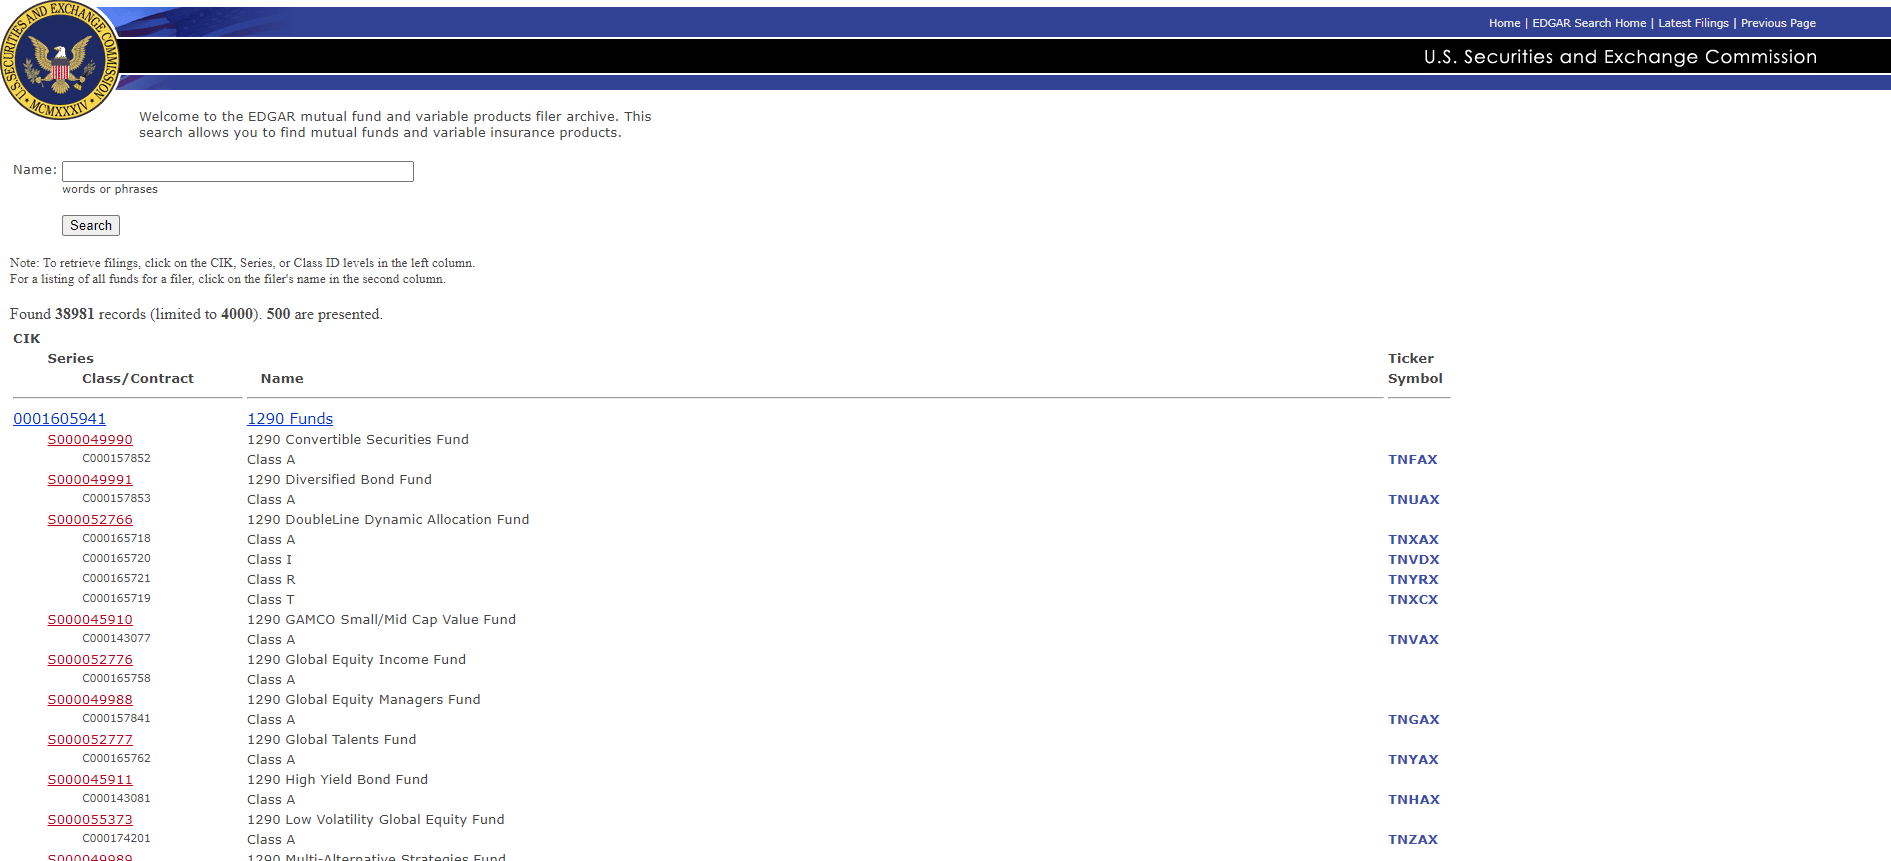 U.S. SECURITIES AND EXCHANGE COMMISSION
MCMXXXIV
Home | EDGAR Search Home | Latest Filings | Previous Page
U.S. Securities and Exchange Commission
Welcome to the EDGAR mutual fund and variable products filer archive. This
search allows you to find mutual funds and variable insurance products.
Name:
words or phrases
Search
Note: To retrieve filings, click on the CIK, Series, or Class ID levels in the left column.
For a listing of all funds for a filer, click on the filer's name in the second column.
Found 38981 records (limited to 4000). 500 are presented.
CIK
Series Ticker
Class/Contract Name Symbol
0001605941 1290 Funds
S000049990 1290 Convertible Securities Fund
C000157852 Class A TNFAX
S000049991 1290 Diversified Bond Fund
C000157853 Class A TNUAX
S000052766 1290 DoubleLine Dynamic Allocation Fund
C000165718 Class A TNXAX
C000165720 Class I TNVDX
C000165721 Class R TNYRX
C000165719 Class T TNXCX
S000045910 1290 GAMCO Small/Mid Cap Value Fund
C000143077 Class A TNVAX
S000052776 1290 Global Equity Income Fund
C000165758 Class A
S000049988 1290 Global Equity Managers Fund
C000157841 Class A TNGAX
S000052777 1290 Global Talents Fund
C000165762 Class A TNYAX
S000045911 1290 High Yield Bond Fund
C000143081 Class A TNHAX
S000055373 1290 Low Volatility Global Equity Fund
C000174201 Class A TNZAX
S000049989 1290 Multi-Alternative Strategies Fund